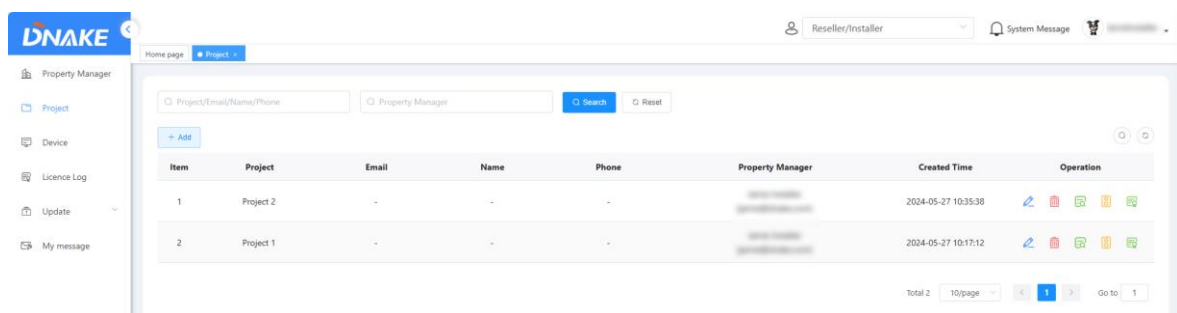 DNAKE
Reseller/Installer
System Message
Home page
Project ×
Property Manager
Project
Device
Licence Log
Update
My message
Project/Email/Name/Phone
Property Manager
Search
Reset
+ Add
Item Project Email Name Phone Property Manager Created Time Operation
1 Project 2 - - - 2024-05-27 10:35:38
2 Project 1 - - - 2024-05-27 10:17:12
Total 2 10/page < 1 > Go to 1